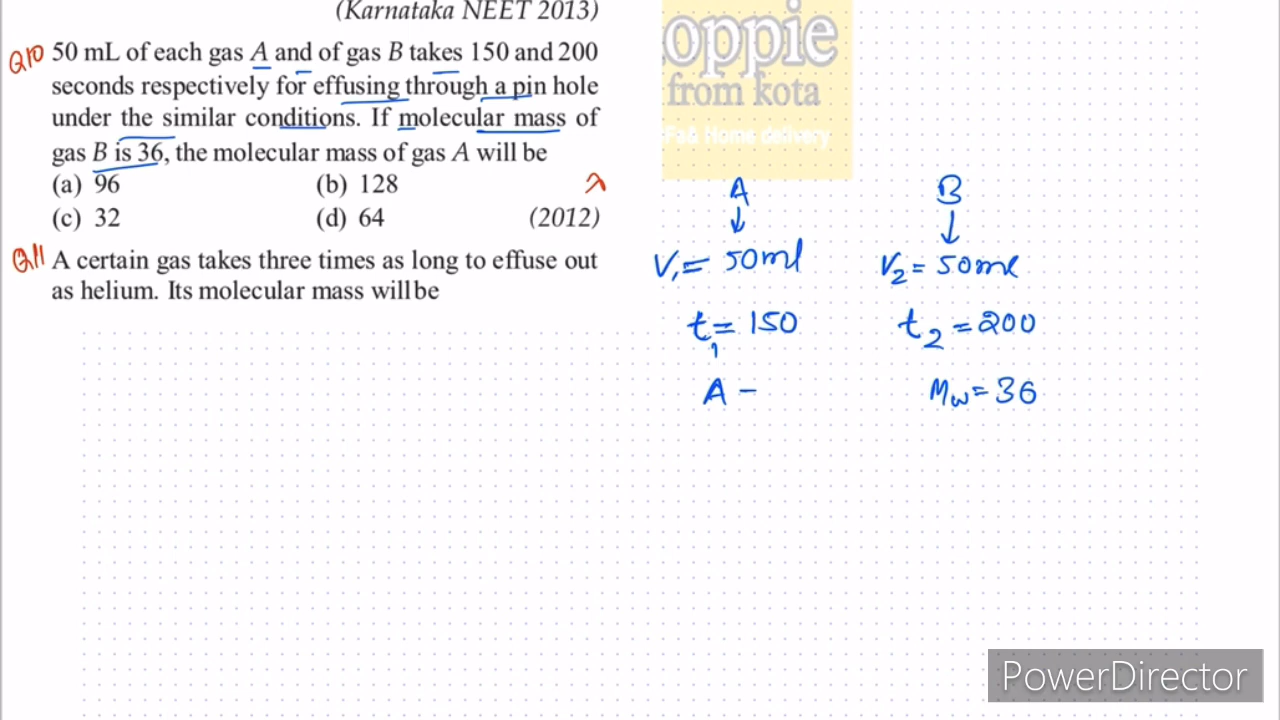 (Karnataka NEET 2013)
Q10 50 mL of each gas A and of gas B takes 150 and 200
seconds respectively for effusing through a pin hole
under the similar conditions. If molecular mass of
gas B is 36, the molecular mass of gas A will be
(a) 96 (b) 128
(c) 32 (d) 64 (2012)
Q11 A certain gas takes three times as long to effuse out
as helium. Its molecular mass will be
oppie
from kota
Home delivery
A B
V₁ = 50ml V₂ = 50ml
t₁ = 150 t₂ = 200
A – Mw = 36
PowerDirector